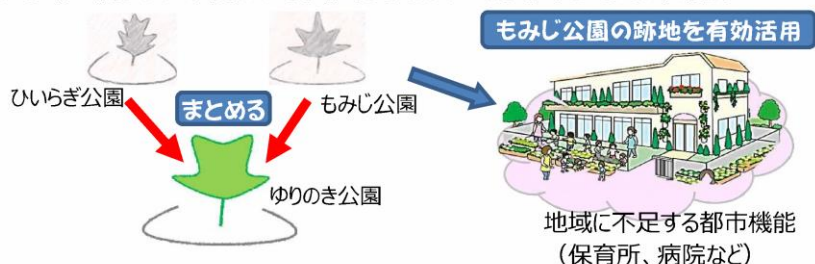 もみじ公園の跡地を有効活用
ひいらぎ公園
まとめる
もみじ公園
ゆりのき公園
地域に不足する都市機能
（保育所、病院など）